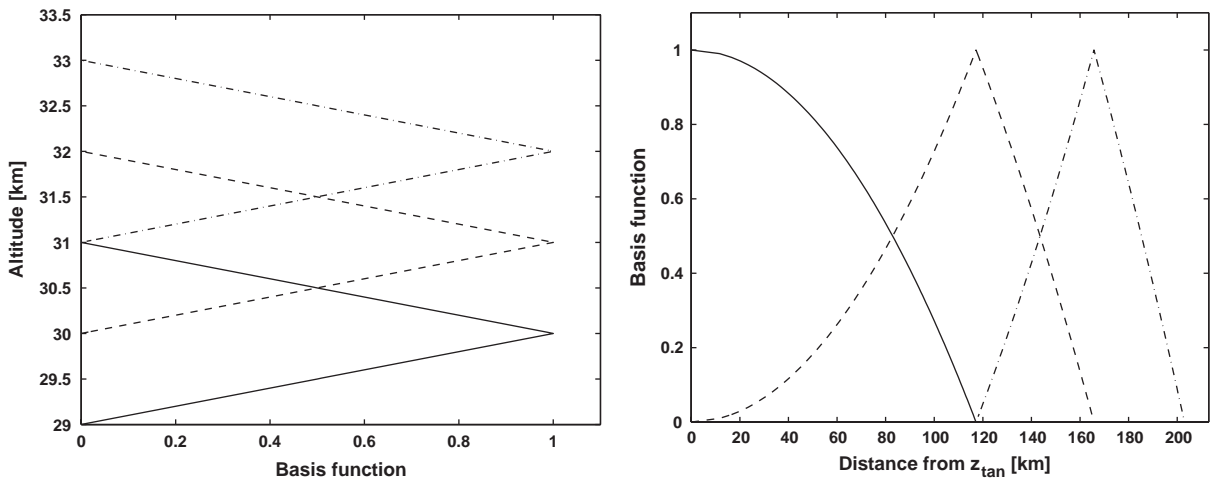 33.5
33
32.5
32
31.5
31
30.5
30
29.5
29
Altitude [km]
0 0.2 0.4 0.6 0.8 1
Basis function
1
0.8
0.6
0.4
0.2
0
Basis function
0 20 40 60 80 100 120 140 160 180 200
Distance from z_tan [km]